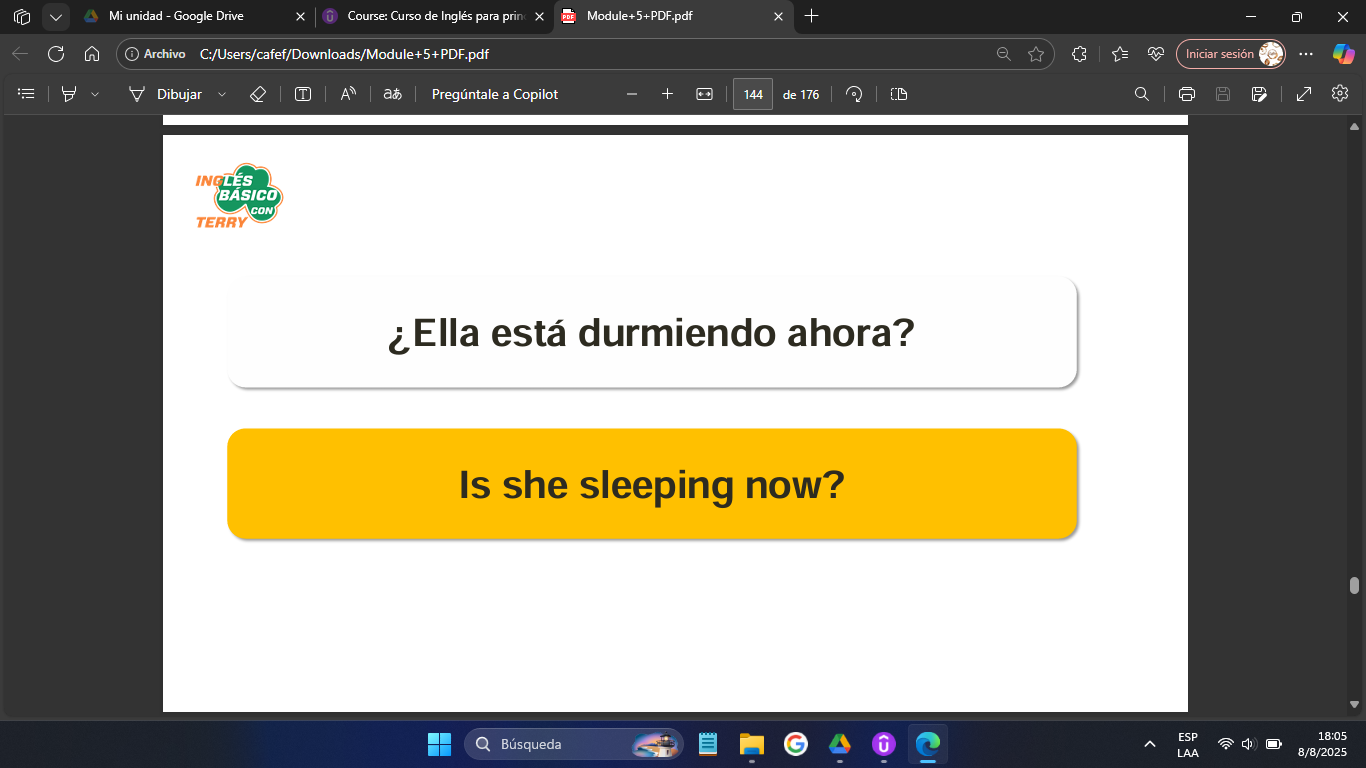 Mi unidad - Google Drive
Course: Curso de Inglés para prin
Module+5+PDF.pdf
Archivo
C:/Users/cafef/Downloads/Module+5+PDF.pdf
Iniciar sesión
Dibujar
aあ
Pregúntale a Copilot
144
de 176
INGLÉS
BÁSICO
CON
TERRY
¿Ella está durmiendo ahora?
Is she sleeping now?
Búsqueda
ESP
LAA
18:05
8/8/2025